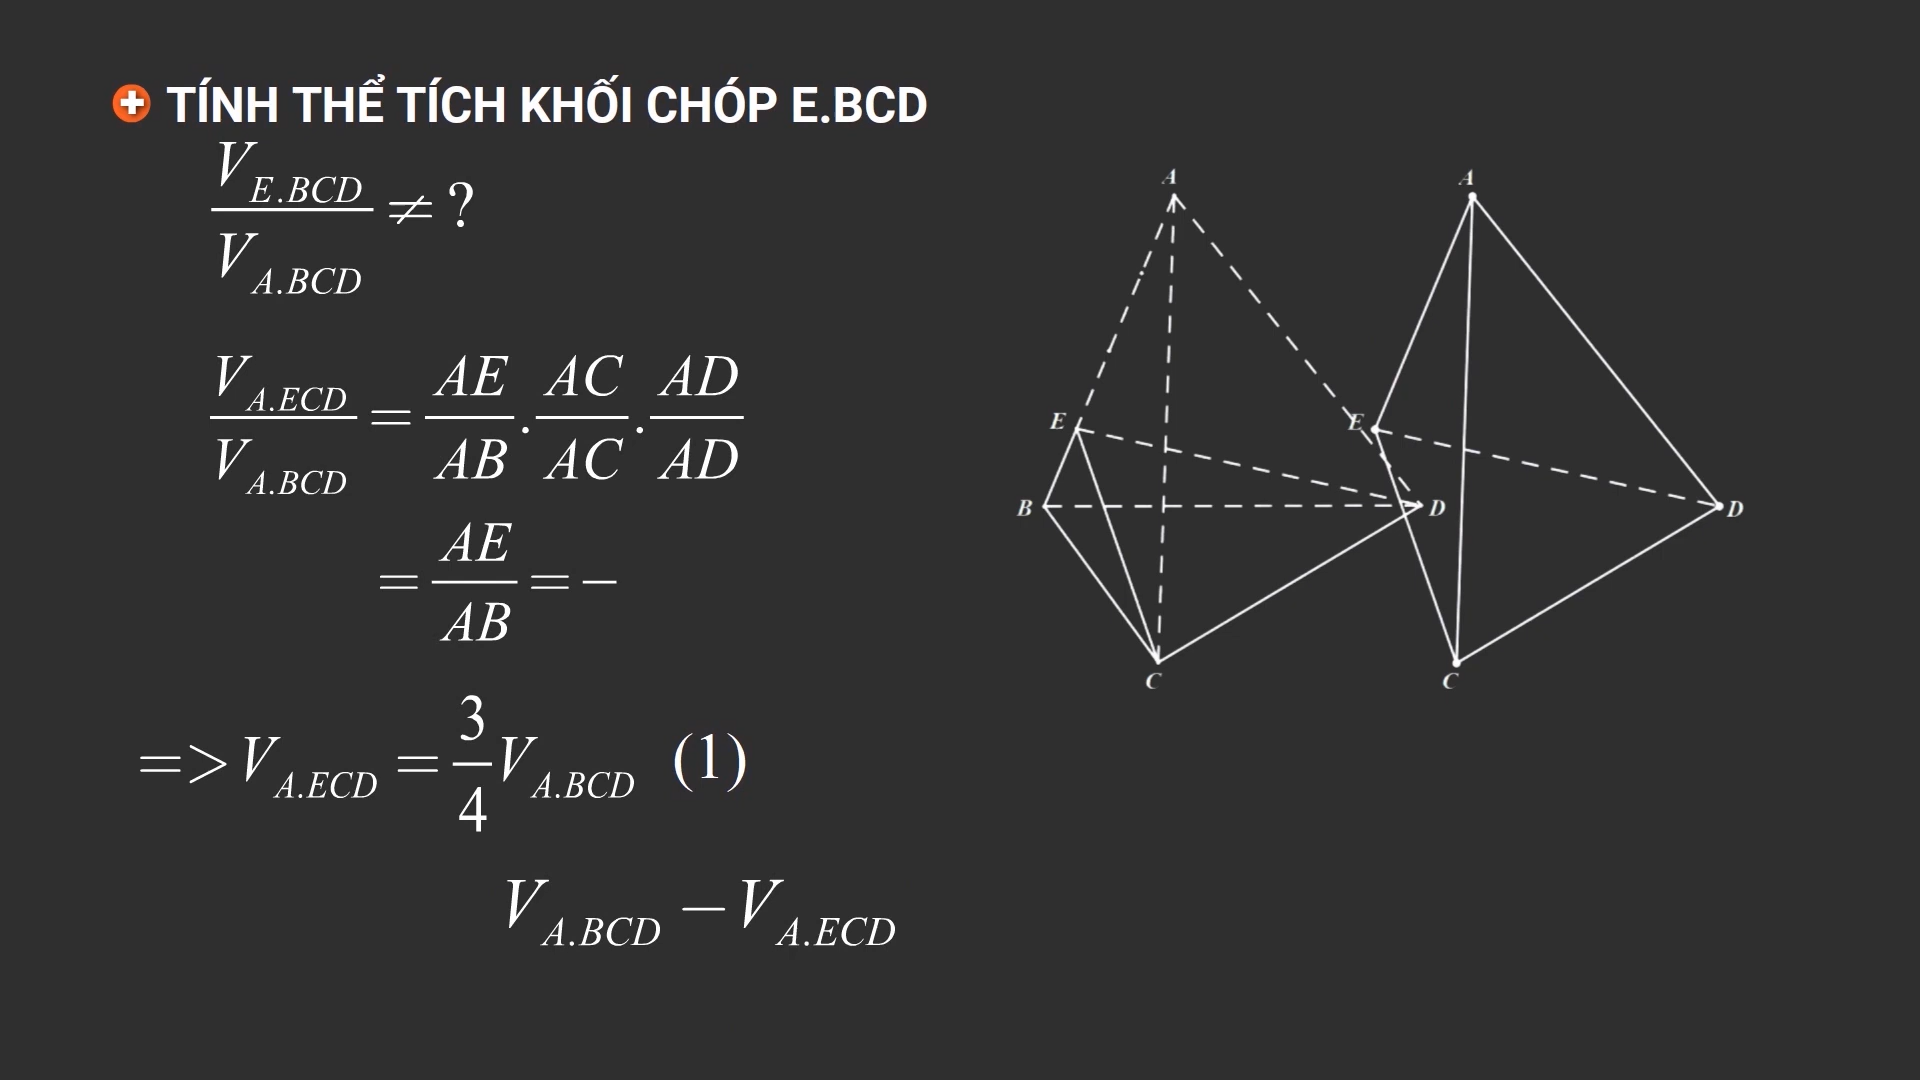 TÍNH THỂ TÍCH KHỐI CHÓP E.BCD
V_{E.BCD} / V_{A.BCD} ≠ ?
V_{A.ECD} / V_{A.BCD} = AE/AB . AC/AC . AD/AD
= AE/AB = –
=> V_{A.ECD} = 3/4 V_{A.BCD} (1)
V_{A.BCD} – V_{A.ECD}
A
E
B
D
C
A
E
D
C